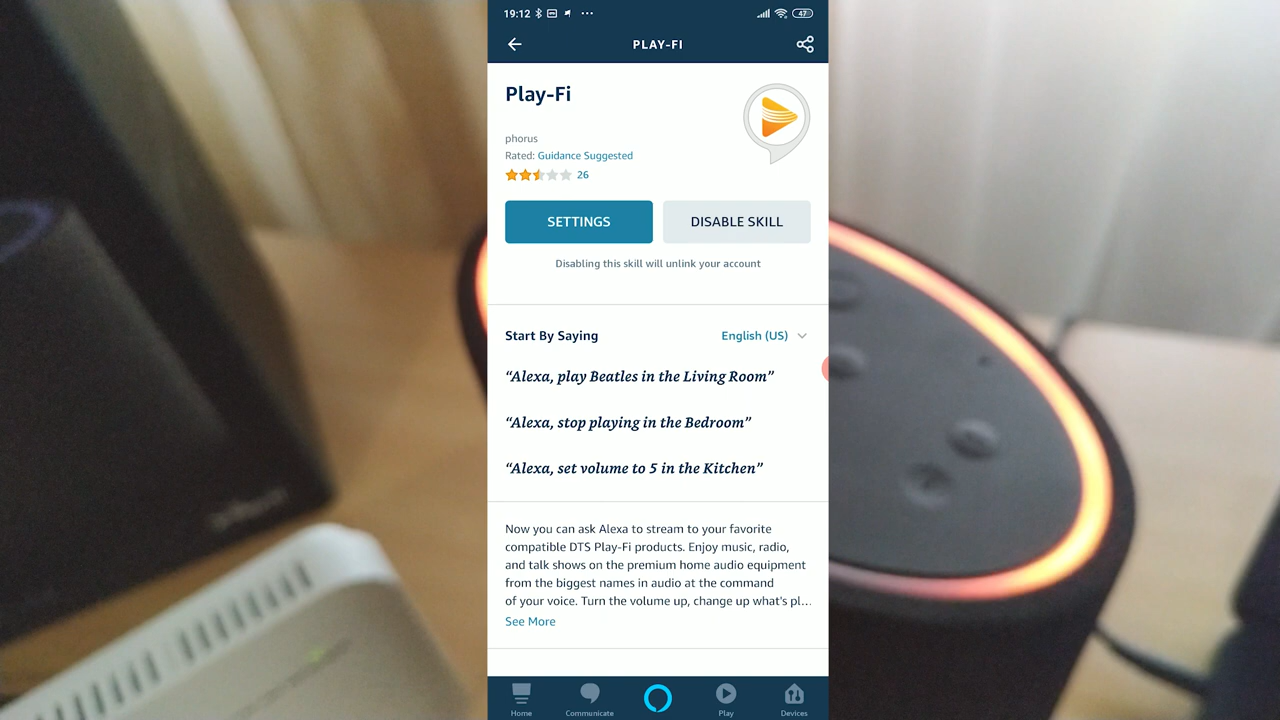 19:12
47
PLAY-FI
Play-Fi
phorus
Rated: Guidance Suggested
26
SETTINGS
DISABLE SKILL
Disabling this skill will unlink your account
Start By Saying
English (US)
“Alexa, play Beatles in the Living Room”
“Alexa, stop playing in the Bedroom”
“Alexa, set volume to 5 in the Kitchen”
Now you can ask Alexa to stream to your favorite
compatible DTS Play-Fi products. Enjoy music, radio,
and talk shows on the premium home audio equipment
from the biggest names in audio at the command
of your voice. Turn the volume up, change up what's pl...
See More
Home
Communicate
Play
Devices